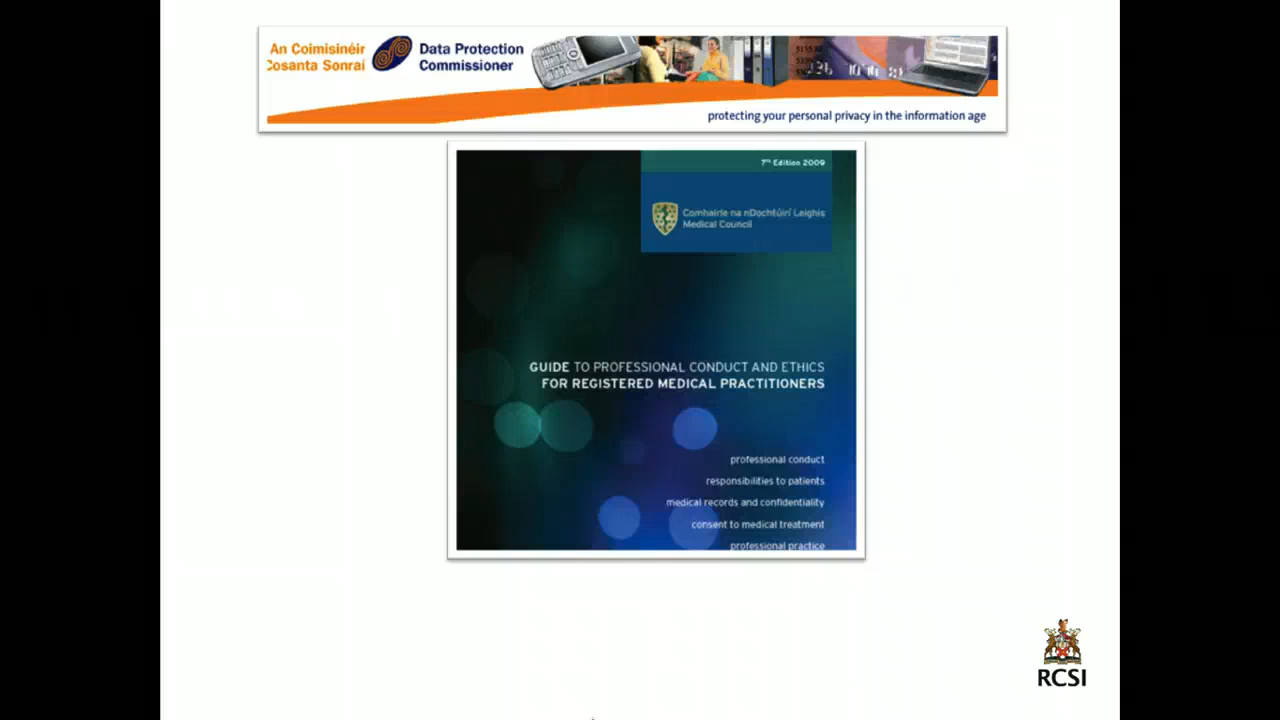 An Coimisinéir
Cosanta Sonraí
Data Protection
Commissioner
protecting your personal privacy in the information age
7th Edition 2009
Comhairle na nDochtúirí Leighis
Medical Council
GUIDE TO PROFESSIONAL CONDUCT AND ETHICS
FOR REGISTERED MEDICAL PRACTITIONERS
professional conduct
responsibilities to patients
medical records and confidentiality
consent to medical treatment
professional practice
RCSI